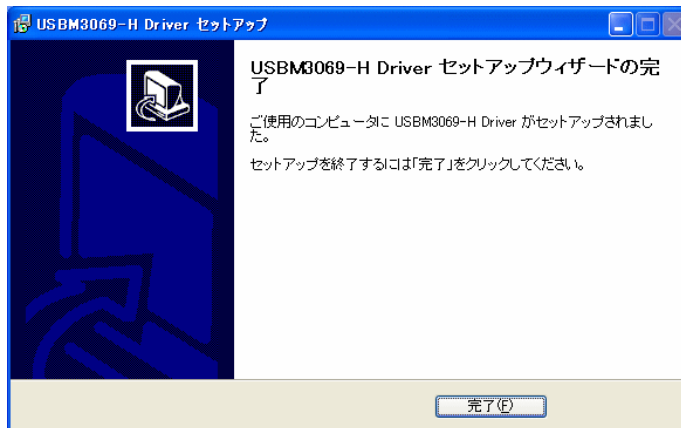 USBM3069-H Driver セットアップ
USBM3069-H Driver セットアップウィザードの完
了
ご使用のコンピュータに USBM3069-H Driver がセットアップされまし
た。
セットアップを終了するには「完了」をクリックしてください。
完了(F)